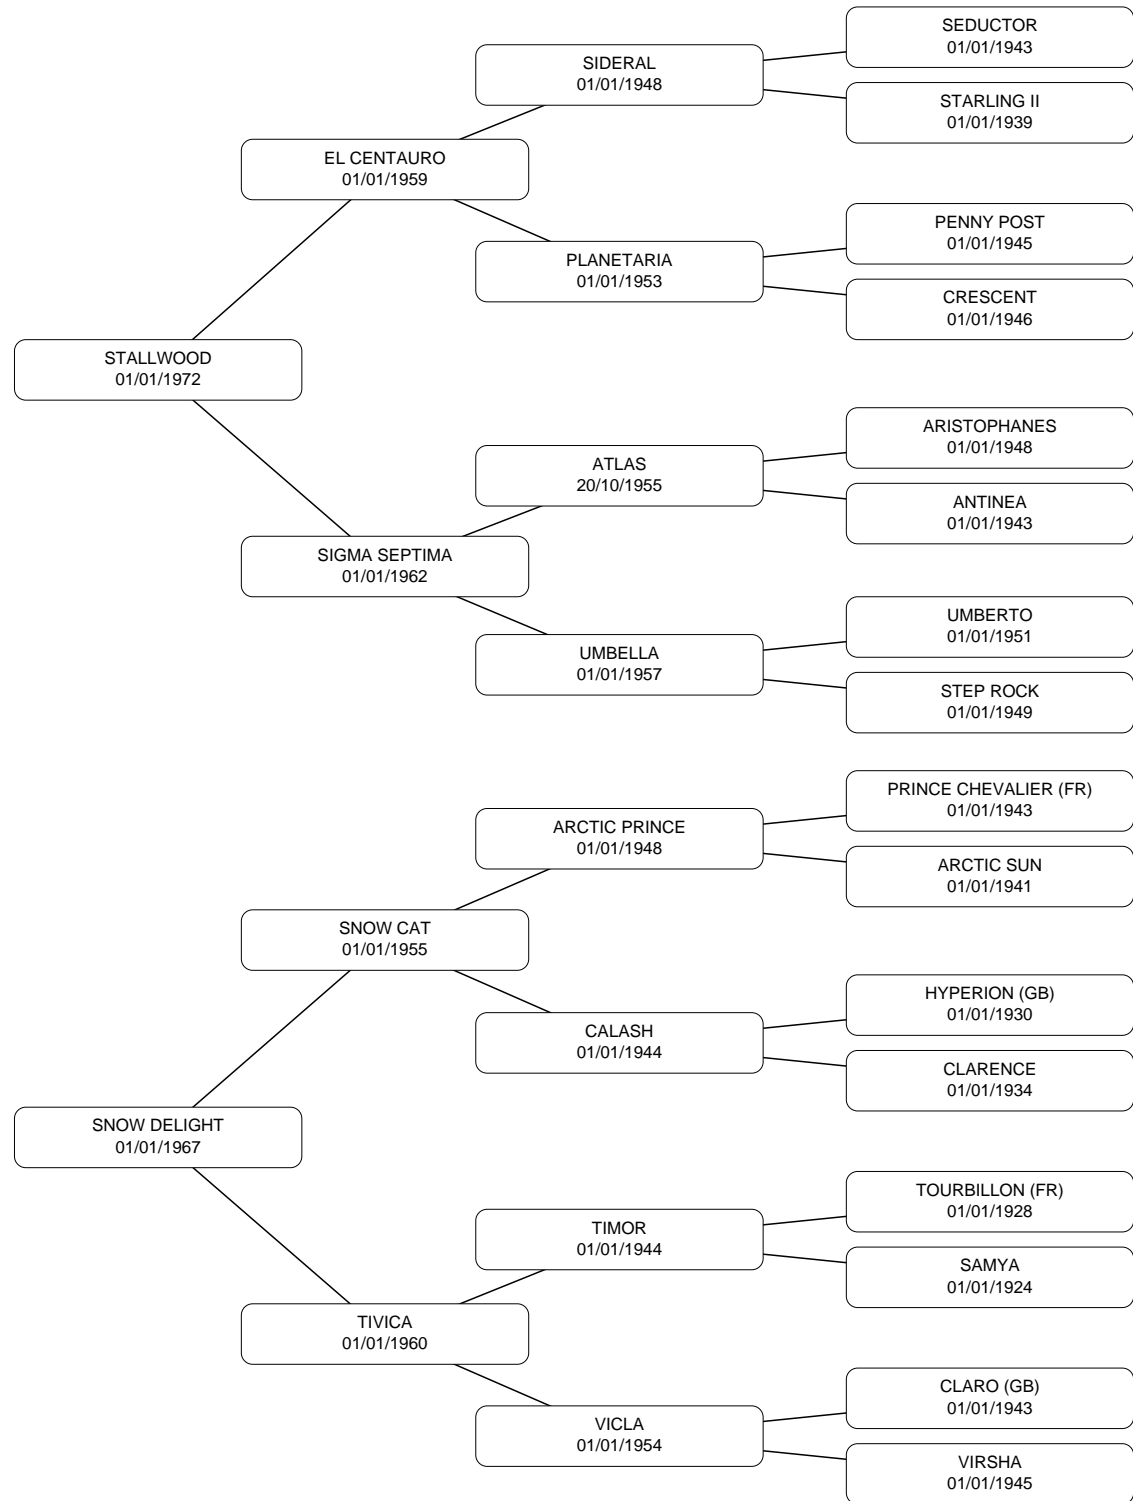 SEDUCTOR
01/01/1943
SIDERAL
01/01/1948
STARLING II
01/01/1939
EL CENTAURO
01/01/1959
PENNY POST
01/01/1945
PLANETARIA
01/01/1953
CRESCENT
01/01/1946
STALLWOOD
01/01/1972
ARISTOPHANES
01/01/1948
ATLAS
20/10/1955
ANTINEA
01/01/1943
SIGMA SEPTIMA
01/01/1962
UMBERTO
01/01/1951
UMBELLA
01/01/1957
STEP ROCK
01/01/1949
PRINCE CHEVALIER (FR)
01/01/1943
ARCTIC PRINCE
01/01/1948
ARCTIC SUN
01/01/1941
SNOW CAT
01/01/1955
HYPERION (GB)
01/01/1930
CALASH
01/01/1944
CLARENCE
01/01/1934
SNOW DELIGHT
01/01/1967
TOURBILLON (FR)
01/01/1928
TIMOR
01/01/1944
SAMYA
01/01/1924
TIVICA
01/01/1960
CLARO (GB)
01/01/1943
VICLA
01/01/1954
VIRSHA
01/01/1945